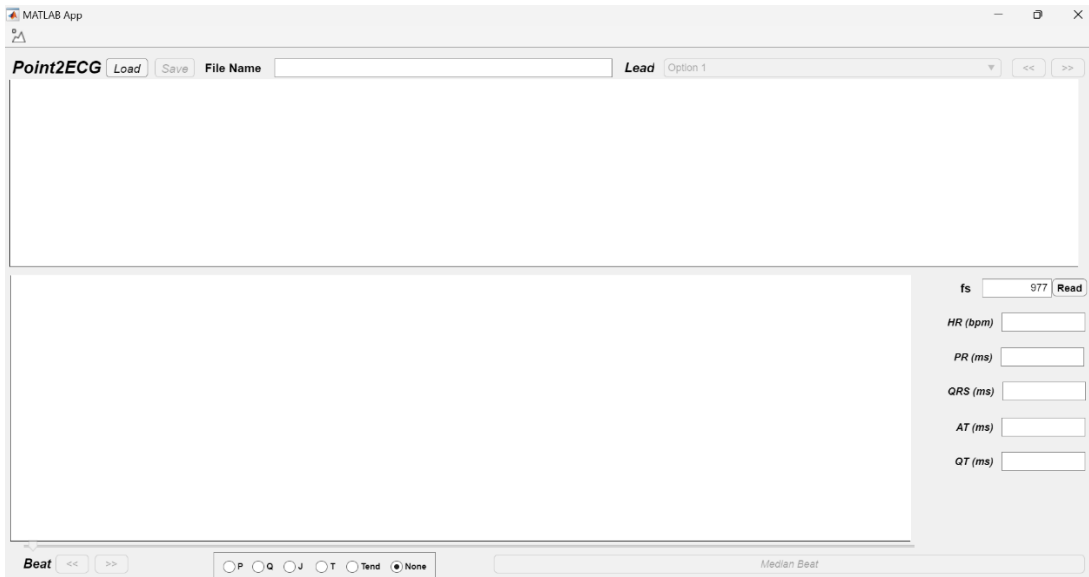 MATLAB App
Point2ECG Load Save File Name Lead Option 1 << >>
fs 977 Read
HR (bpm)
PR (ms)
QRS (ms)
AT (ms)
QT (ms)
Beat << >> P Q J T Tend None Median Beat